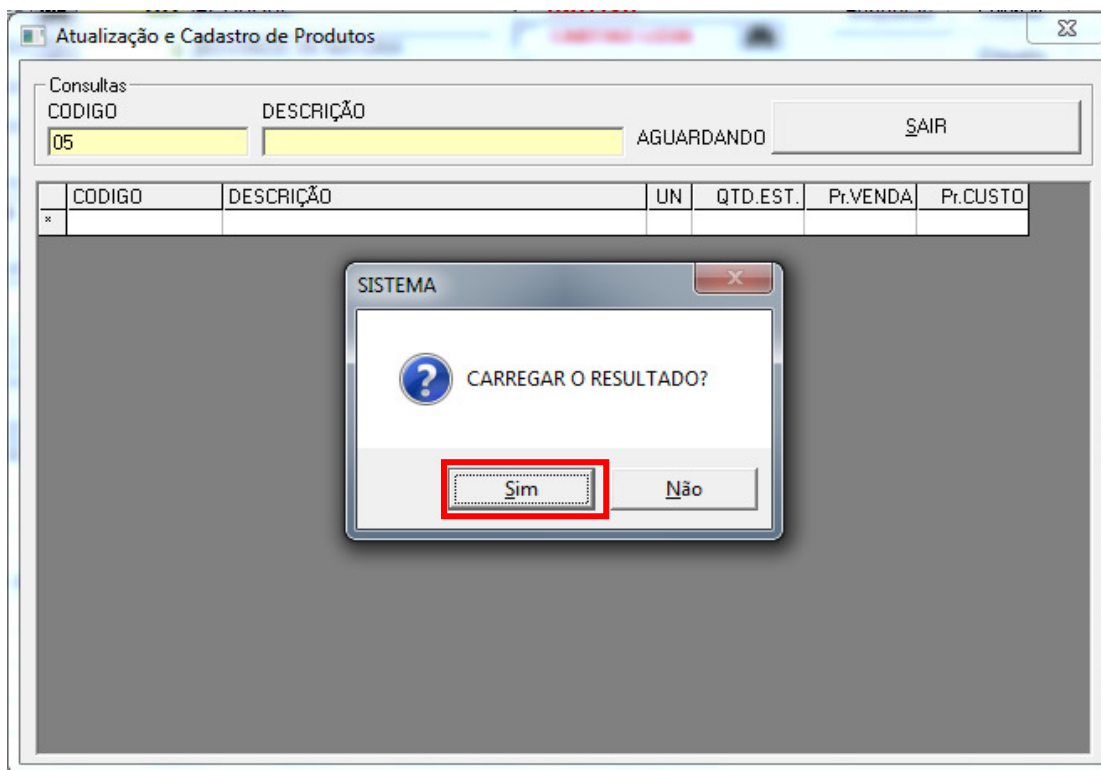 Atualização e Cadastro de Produtos
Consultas
CODIGO DESCRIÇÃO
05 AGUARDANDO SAIR
CODIGO DESCRIÇÃO UN QTD.EST. Pr.VENDA Pr.CUSTO
*
SISTEMA
CARREGAR O RESULTADO?
Sim Não